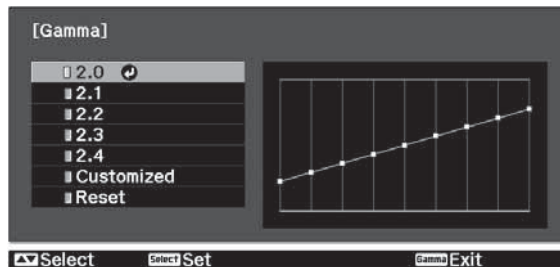 [Gamma]
2.0
2.1
2.2
2.3
2.4
Customized
Reset
Select Select Set Gamma Exit